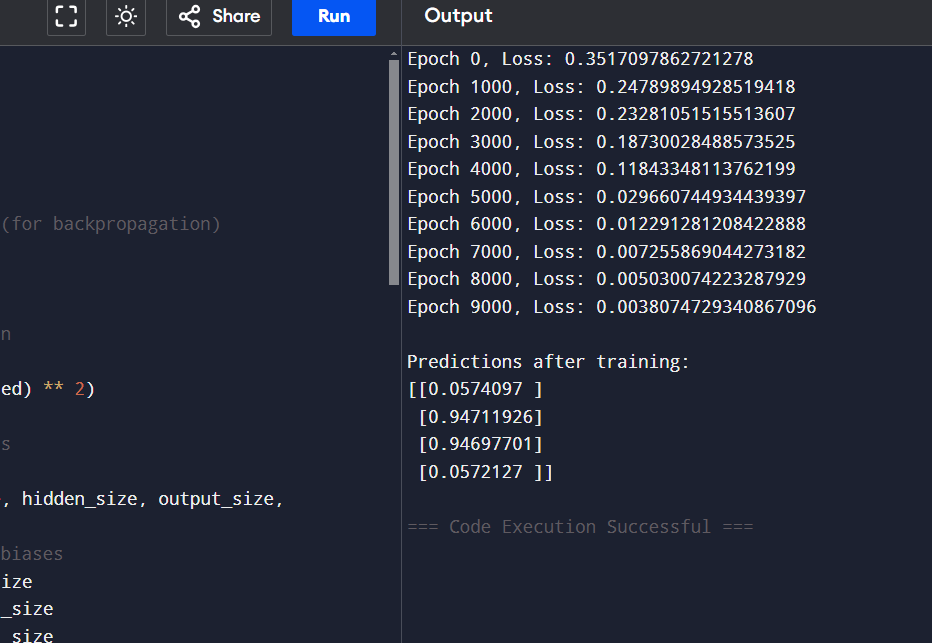 Share Run Output
Epoch 0, Loss: 0.3517097862721278
Epoch 1000, Loss: 0.24789894928519418
Epoch 2000, Loss: 0.23281051515513607
Epoch 3000, Loss: 0.18730028488573525
Epoch 4000, Loss: 0.11843348113762199
Epoch 5000, Loss: 0.029660744934439397
Epoch 6000, Loss: 0.012291281208422888
Epoch 7000, Loss: 0.007255869044273182
Epoch 8000, Loss: 0.005030074223287929
Epoch 9000, Loss: 0.0038074729340867096
Predictions after training:
[[0.0574097 ]
[0.94711926]
[0.94697701]
[0.0572127 ]]
=== Code Execution Successful ===
(for backpropagation)
n
ed) ** 2)
s
, hidden_size, output_size,
biases
ize
_size
_size